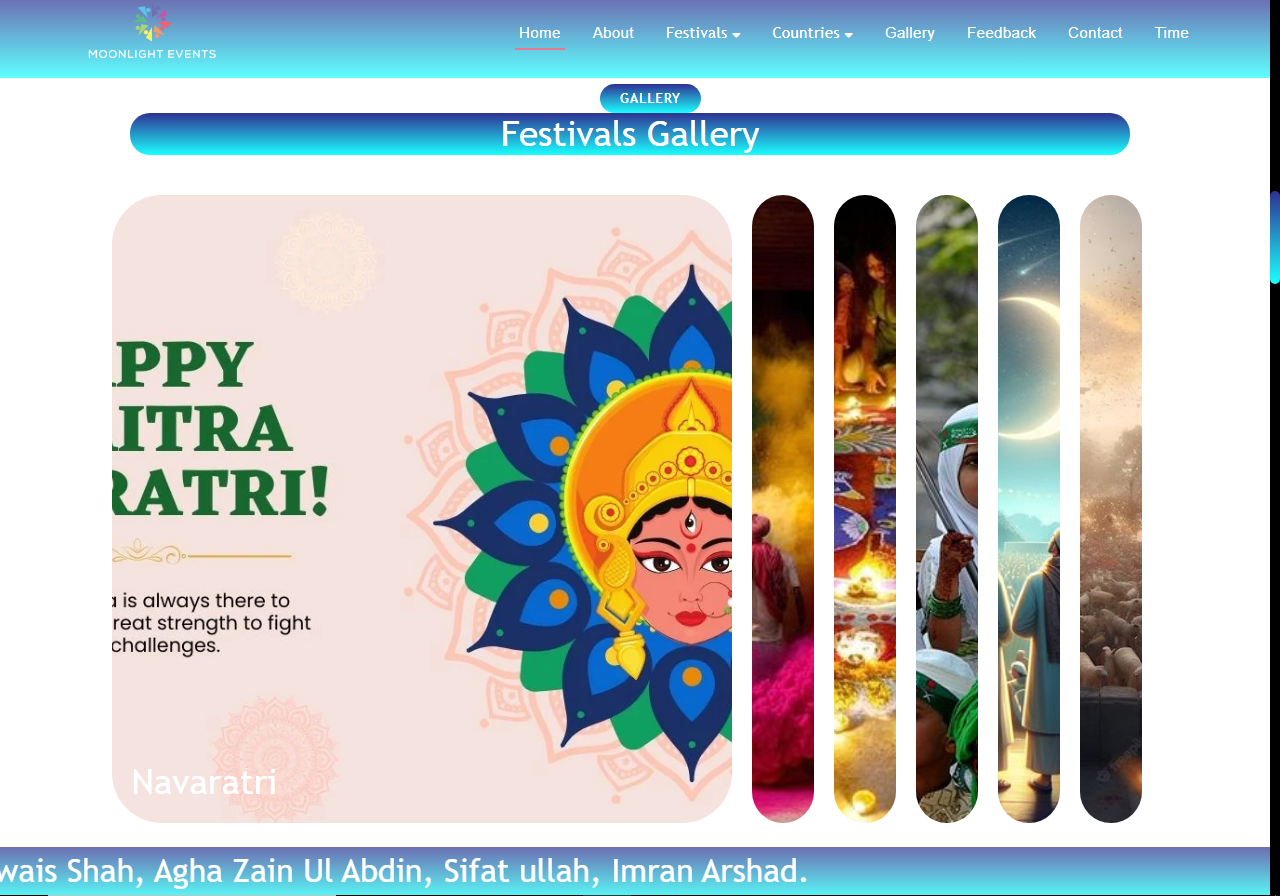 MOONLIGHT EVENTS
Home About Festivals Countries Gallery Feedback Contact Time
GALLERY
Festivals Gallery
APPY
ITRA
RATRI!
is always there to
reat strength to fight
challenges.
Navaratri
wais Shah, Agha Zain Ul Abdin, Sifat ullah, Imran Arshad.